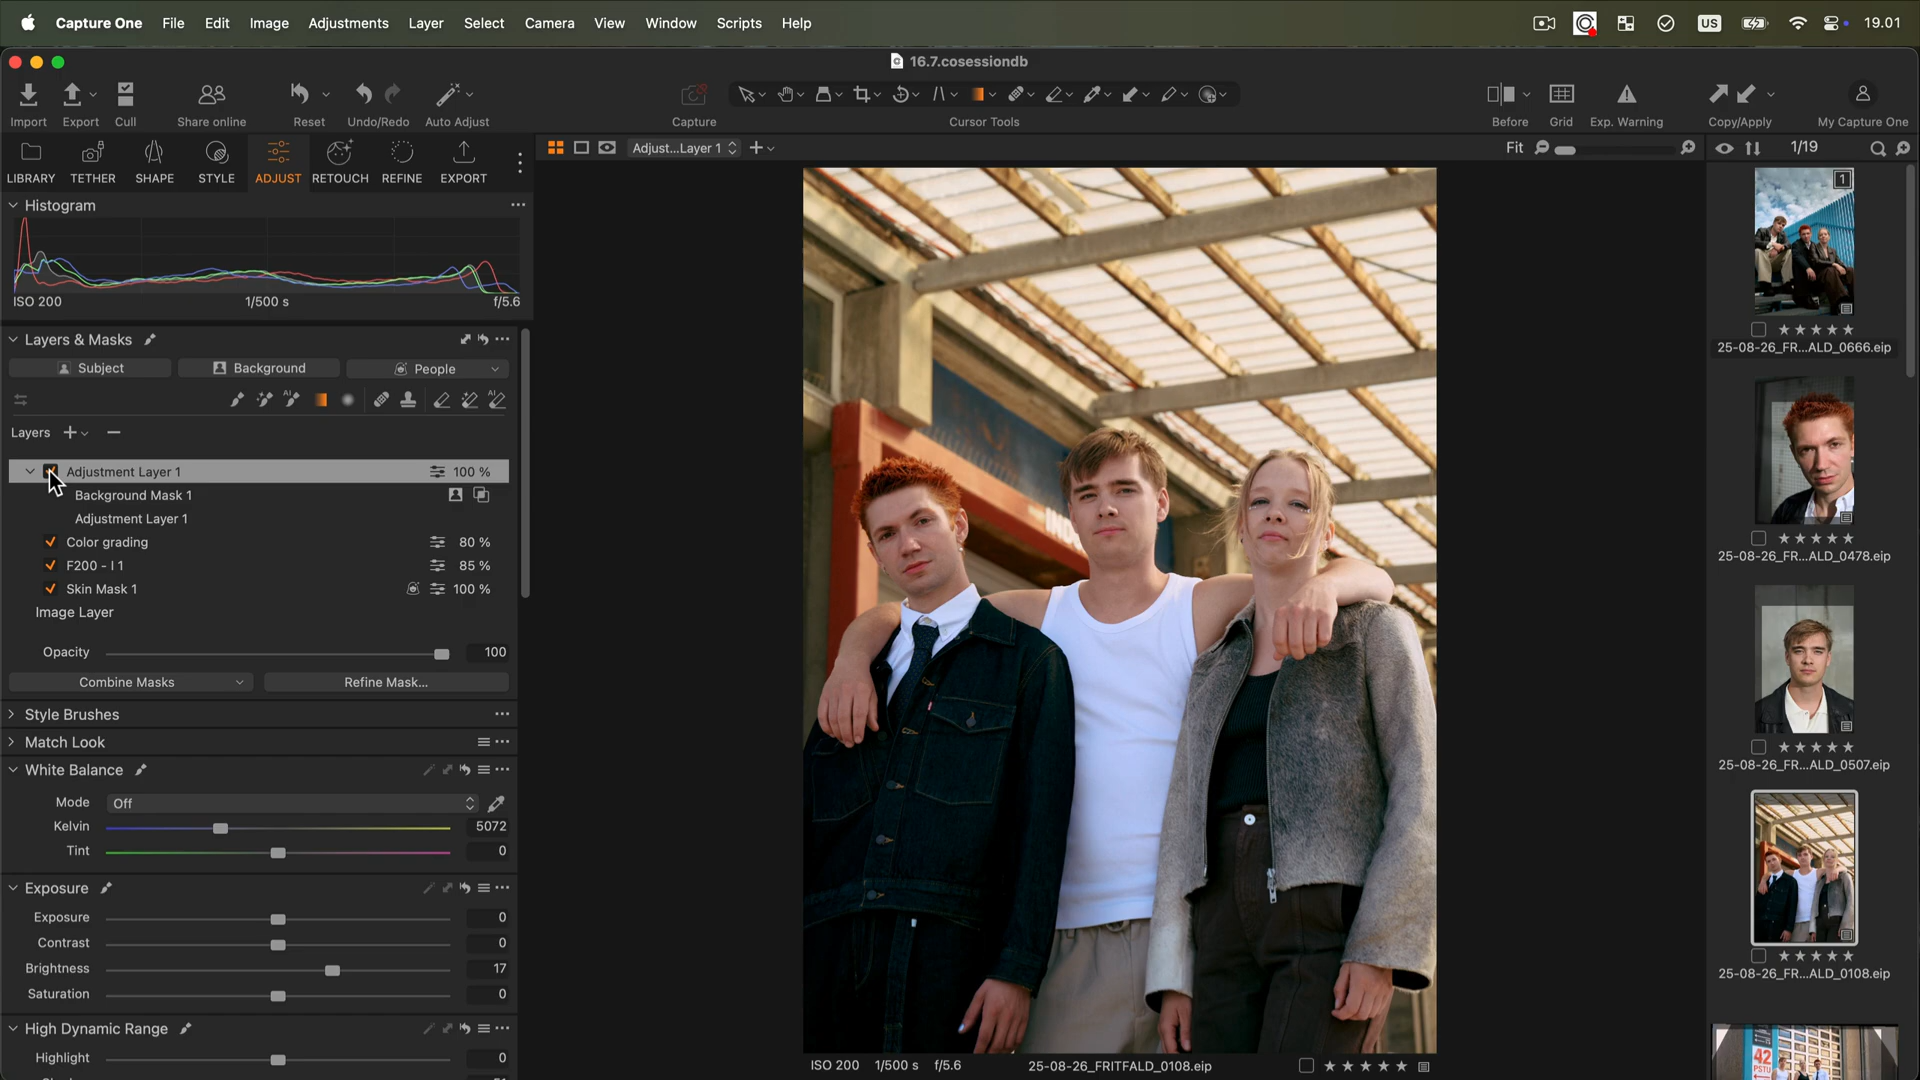 Capture One File Edit Image Adjustments Layer Select Camera View Window Scripts Help US 19.01
16.7.cosessiondb
Import Export Cull Share online Reset Undo/Redo Auto Adjust Capture Cursor Tools Before Grid Exp. Warning Copy/Apply My Capture One
LIBRARY TETHER SHAPE STYLE ADJUST RETOUCH REFINE EXPORT
Adjust...Layer 1 Fit 1/19
Histogram
ISO 200 1/500 s f/5.6
Layers & Masks
Subject Background People
AI AI
Layers
Adjustment Layer 1 100 %
Background Mask 1
Adjustment Layer 1
Color grading 80 %
F200 - I 1 85 %
Skin Mask 1 100 %
Image Layer
Opacity 100
Combine Masks Refine Mask...
Style Brushes
Match Look
White Balance
Mode Off
Kelvin 5072
Tint 0
Exposure
Exposure 0
Contrast 0
Brightness 17
Saturation 0
High Dynamic Range
Highlight 0
ISO 200 1/500 s f/5.6 25-08-26_FRITFALD_0108.eip
1
25-08-26_FR...ALD_0666.eip
25-08-26_FR...ALD_0478.eip
25-08-26_FR...ALD_0507.eip
25-08-26_FR...ALD_0108.eip
42
PSTU